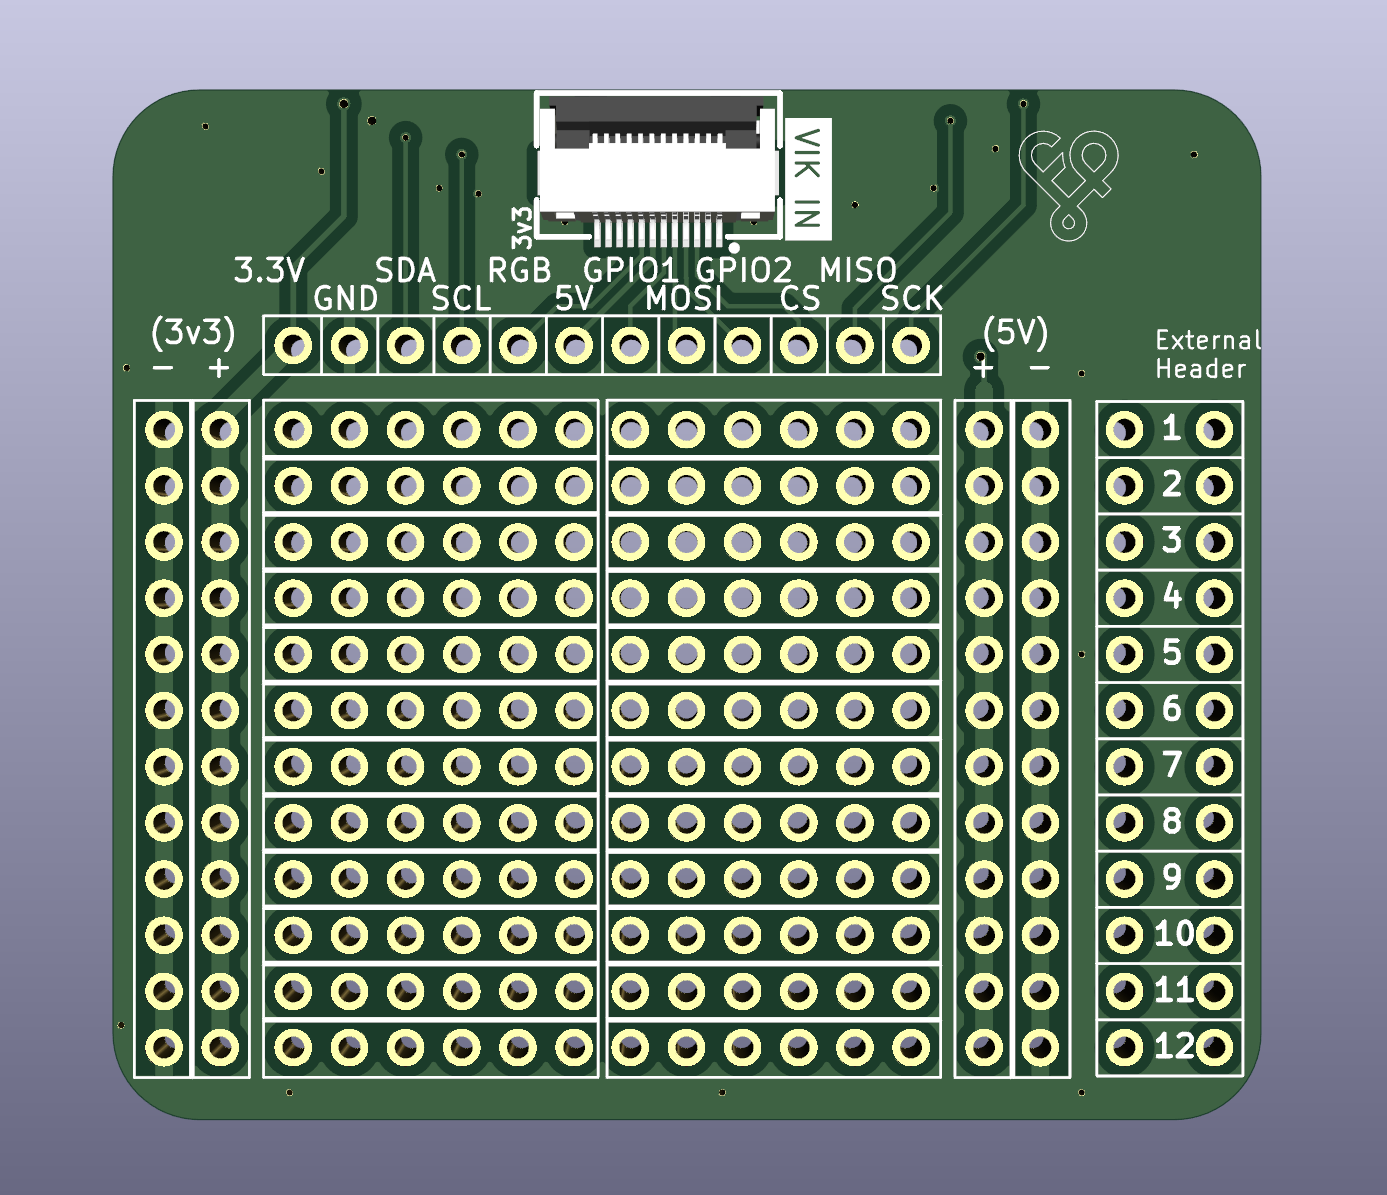 VIK IN
3v3
3.3V SDA RGB GPIO1 GPIO2 MISO
GND SCL 5V MOSI CS SCK
(3v3) (5V)
− + + −
External
Header
1
2
3
4
5
6
7
8
9
10
11
12